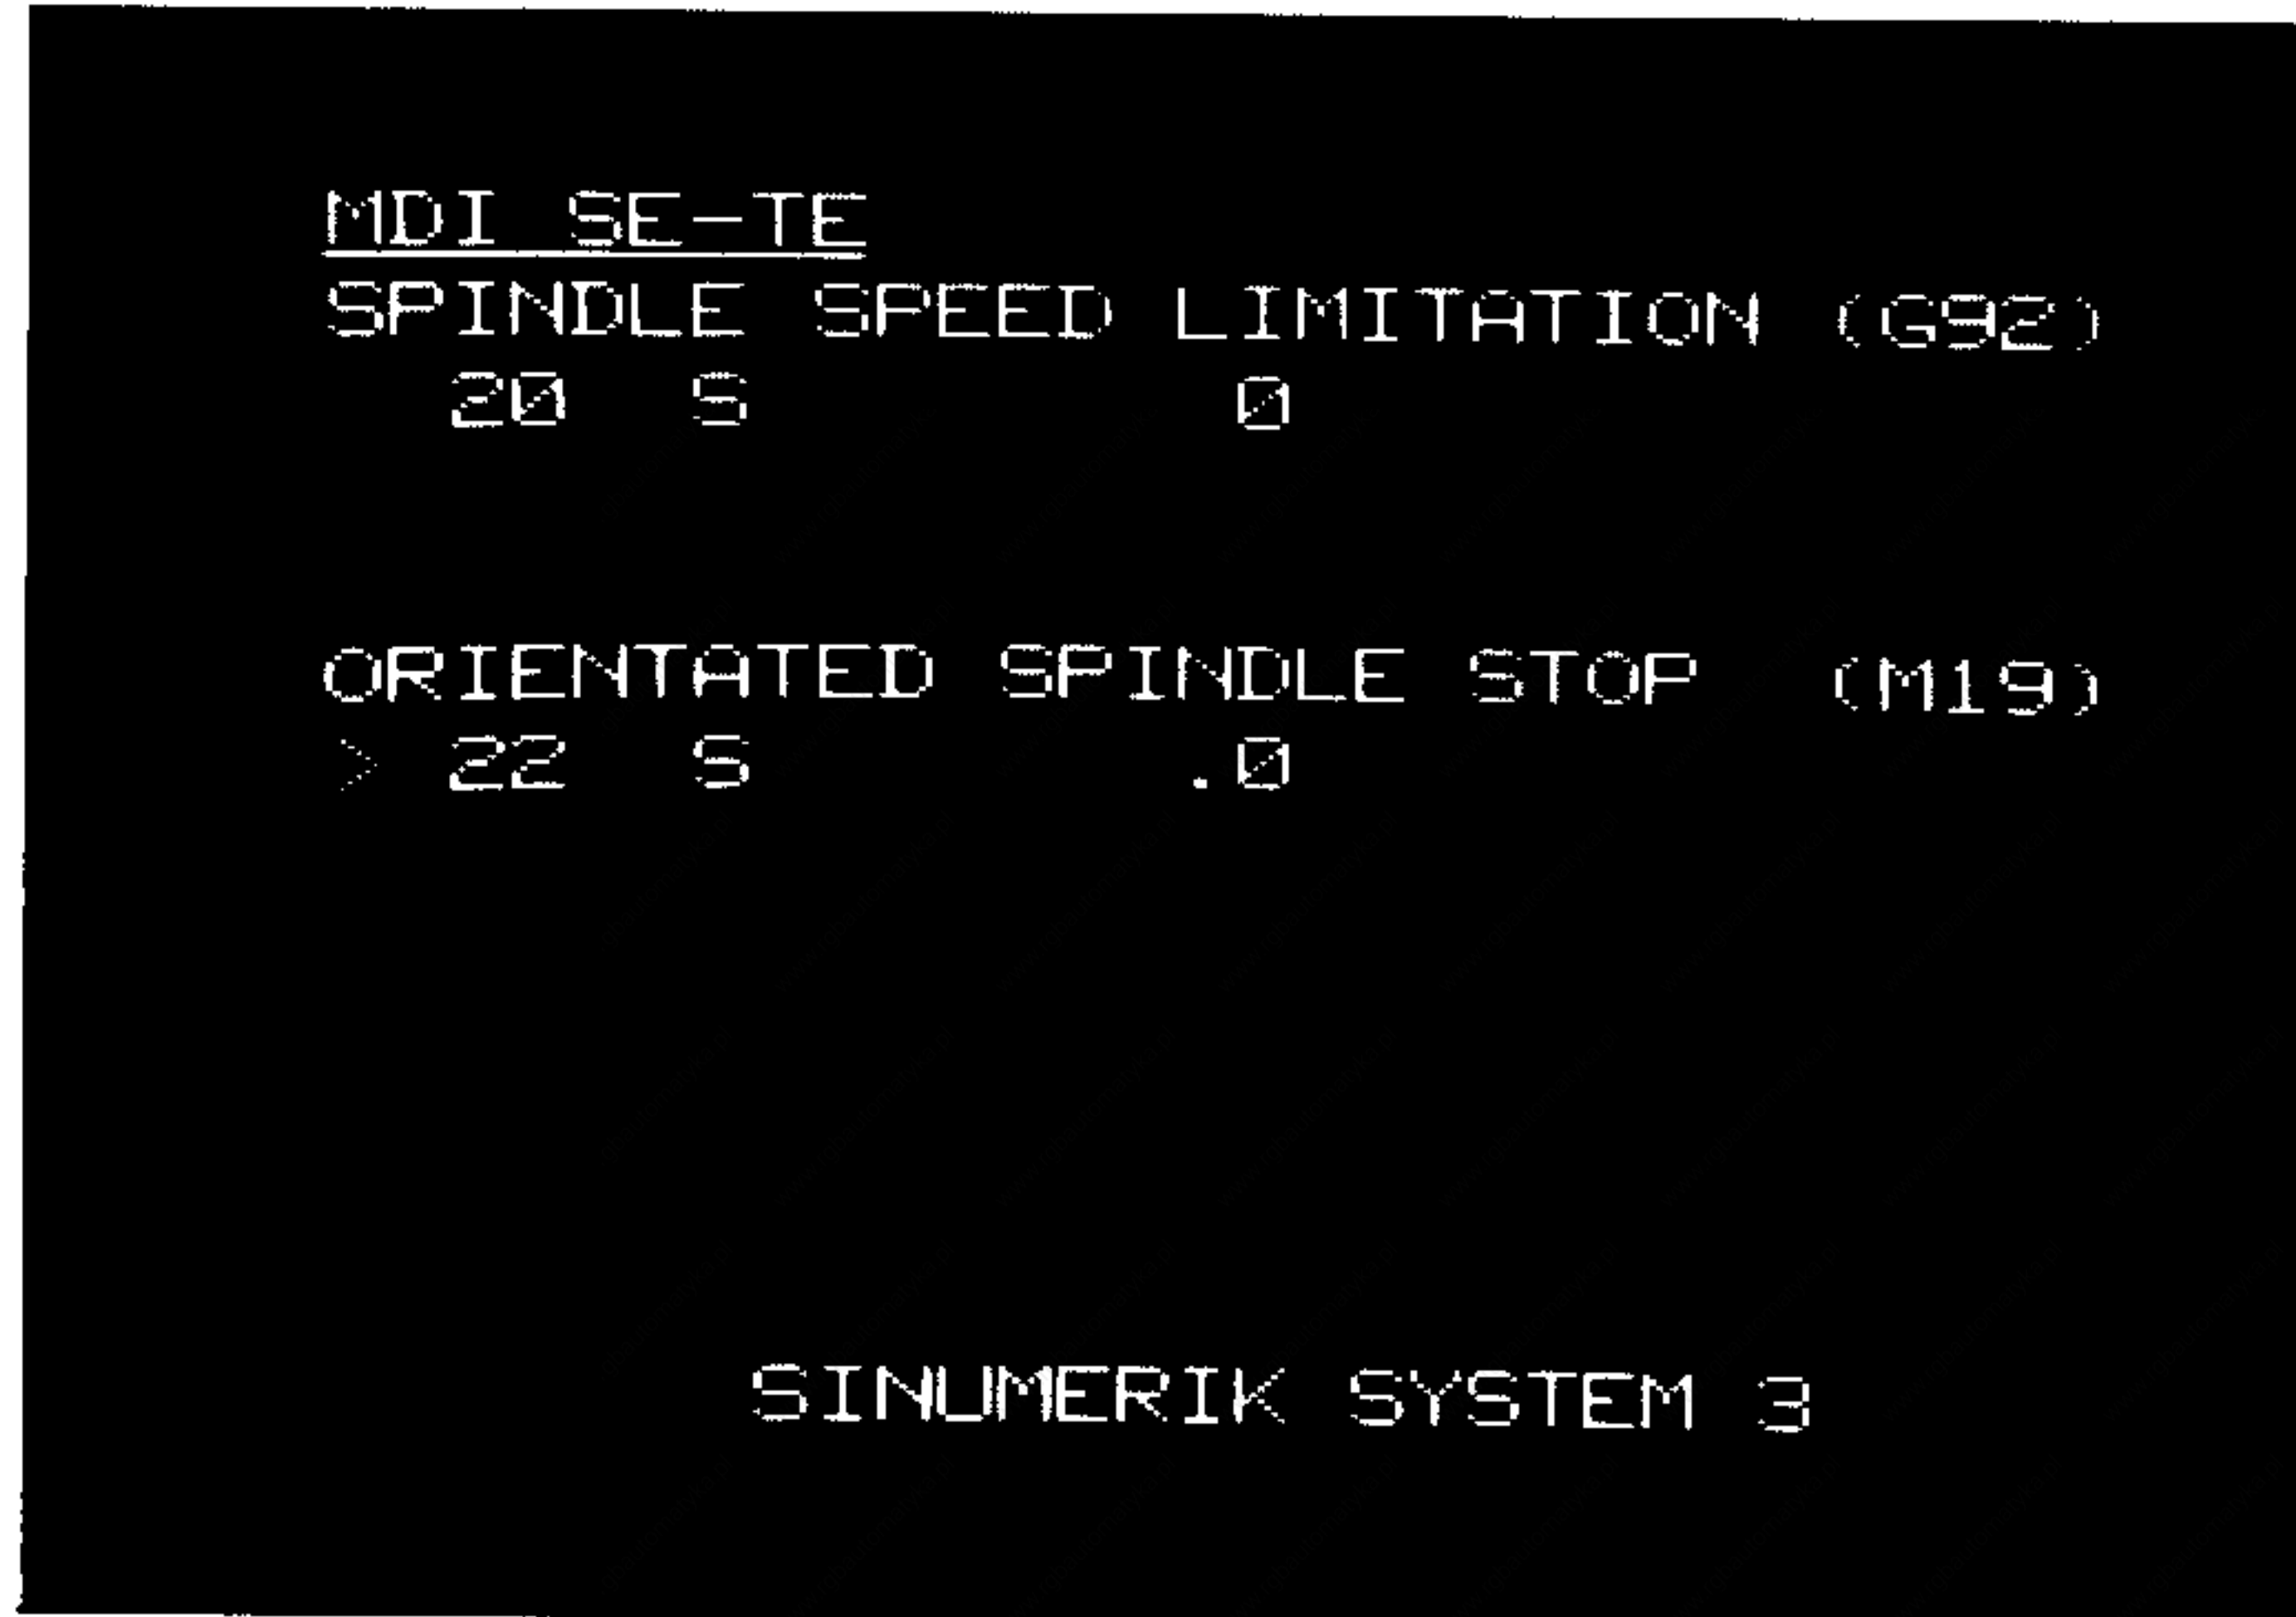 MDI SE-TE
SPINDLE SPEED LIMITATION (G92)
20 S 0
ORIENTATED SPINDLE STOP (M19)
> 22 S .0
SINUMERIK SYSTEM 3